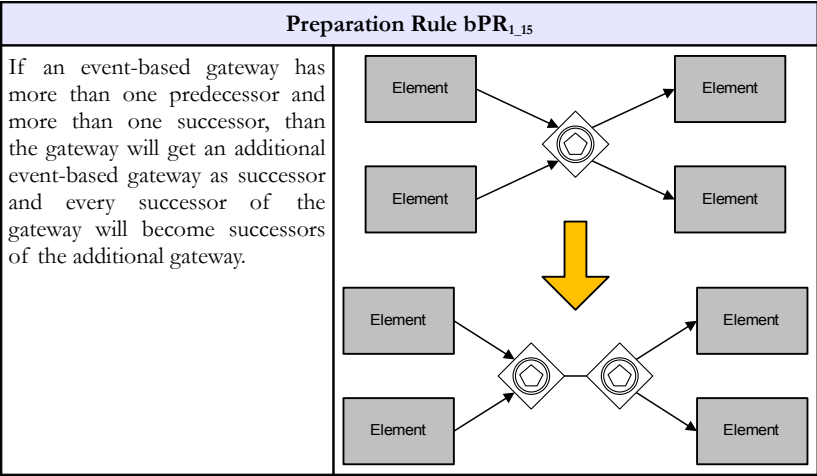 Preparation Rule bPR1_15
If an event-based gateway has
more than one predecessor and
more than one successor, than
the gateway will get an additional
event-based gateway as successor
and every successor of the
gateway will become successors
of the additional gateway.
Element
Element
Element
Element
Element
Element
Element
Element